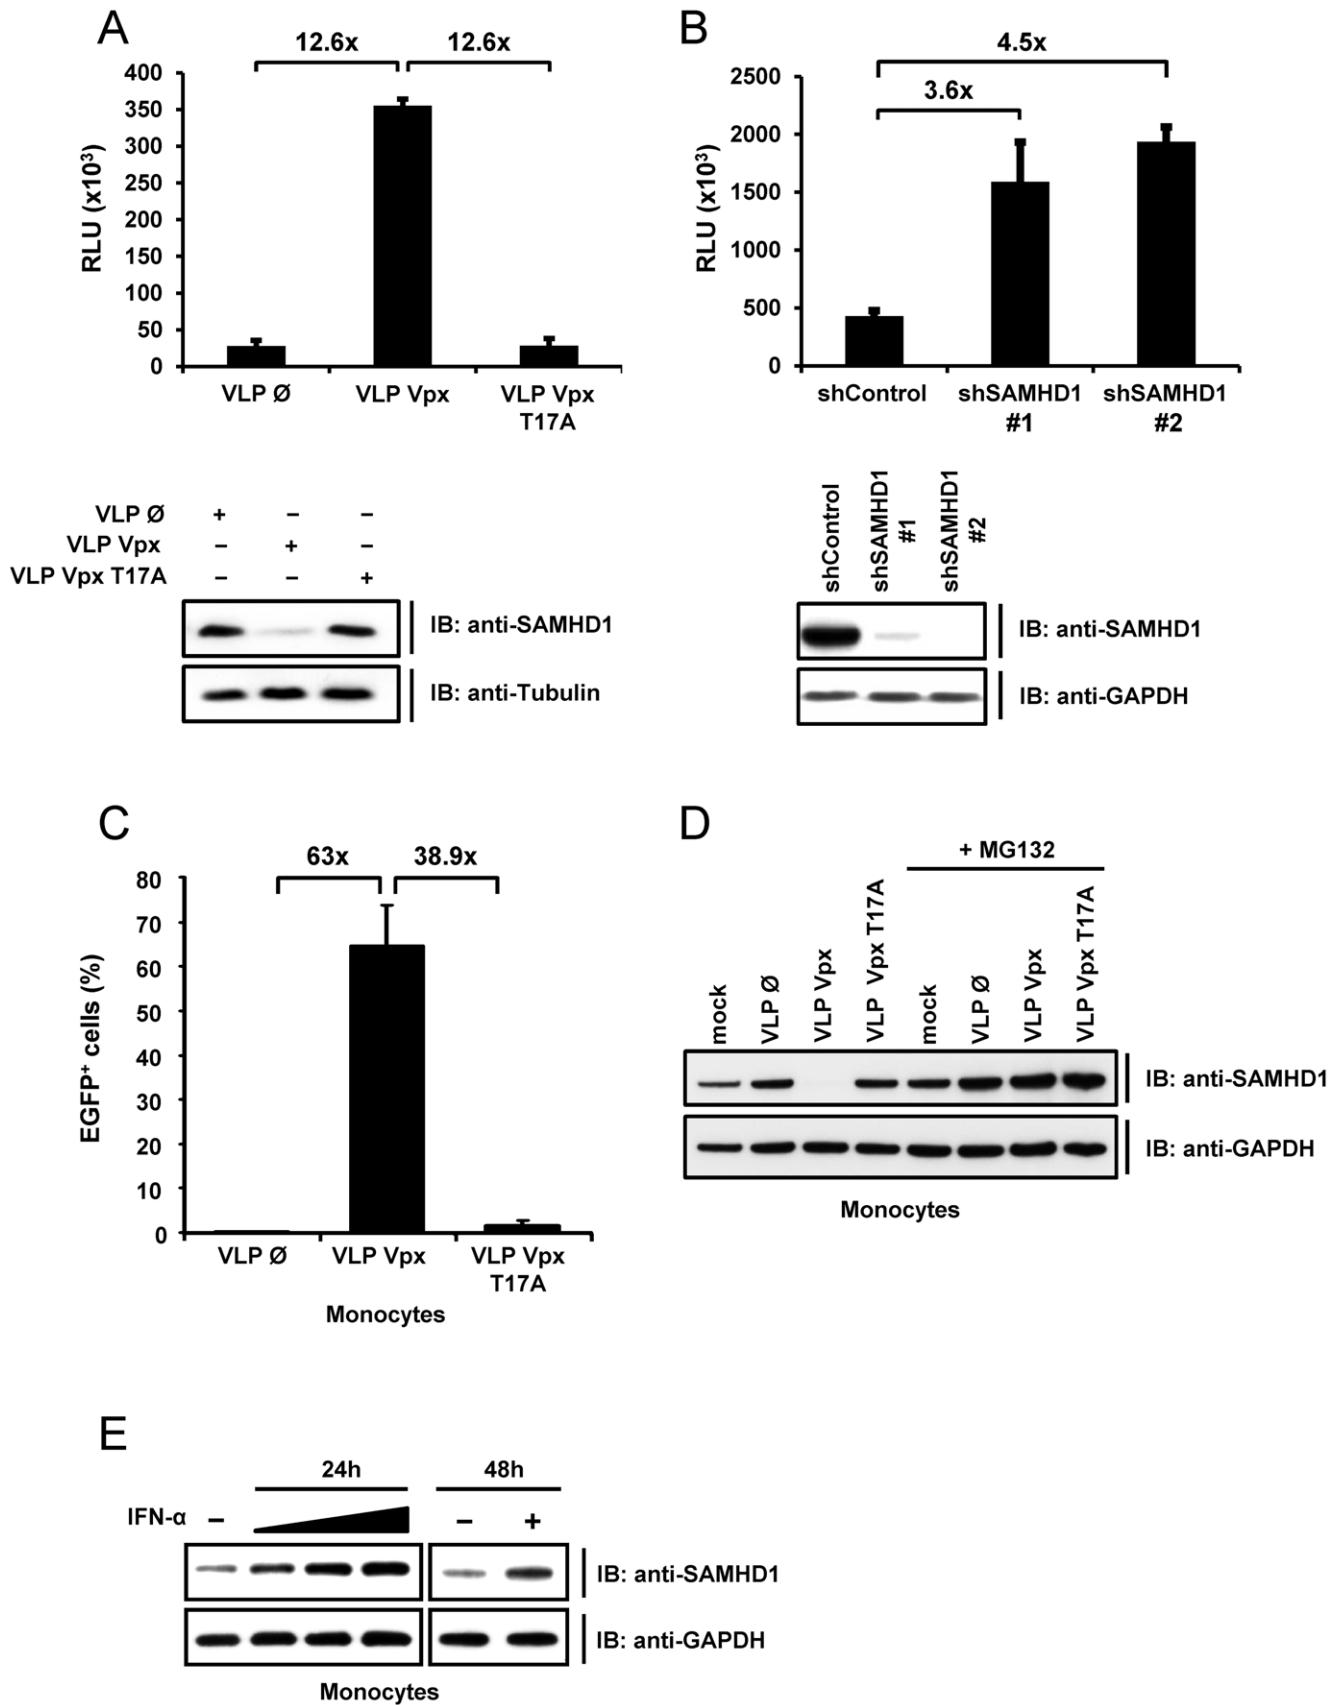 A
12.6x 12.6x
RLU (x10³)
400
350
300
250
200
150
100
50
0
VLP Ø VLP Vpx VLP Vpx
T17A
VLP Ø + – –
VLP Vpx – + –
VLP Vpx T17A – – +
IB: anti-SAMHD1
IB: anti-Tubulin
B
4.5x
3.6x
RLU (x10³)
2500
2000
1500
1000
500
0
shControl shSAMHD1 shSAMHD1
#1 #2
shControl
shSAMHD1
#1
shSAMHD1
#2
IB: anti-SAMHD1
IB: anti-GAPDH
C
63x 38.9x
EGFP⁺ cells (%)
80
70
60
50
40
30
20
10
0
VLP Ø VLP Vpx VLP Vpx
T17A
Monocytes
D
+ MG132
mock
VLP Ø
VLP Vpx
VLP Vpx T17A
mock
VLP Ø
VLP Vpx
VLP Vpx T17A
IB: anti-SAMHD1
IB: anti-GAPDH
Monocytes
E
24h 48h
IFN-α – – +
IB: anti-SAMHD1
IB: anti-GAPDH
Monocytes